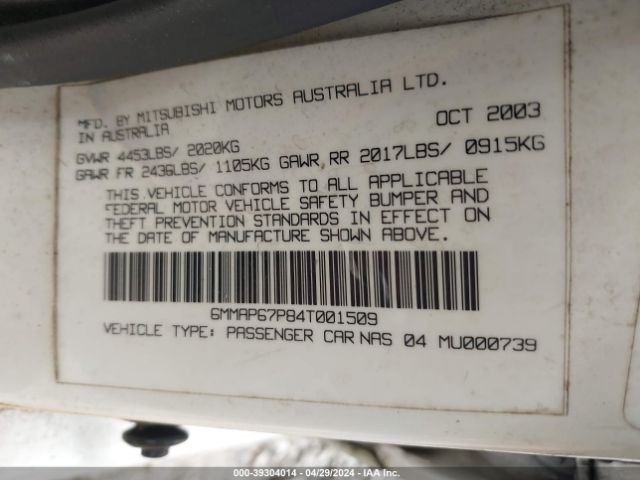 MFD. BY MITSUBISHI MOTORS AUSTRALIA LTD.
IN AUSTRALIA OCT 2003
GVWR 4453LBS/ 2020KG
GAWR FR 2436LBS/ 1105KG GAWR,RR 2017LBS/ 0915KG
THIS VEHICLE CONFORMS TO ALL APPLICABLE
FEDERAL MOTOR VEHICLE SAFETY BUMPER AND
THEFT PREVENTION STANDARDS IN EFFECT ON
THE DATE OF MANUFACTURE SHOWN ABOVE.
6MMAP67P84T001509
VEHICLE TYPE: PASSENGER CAR NAS 04 MU000739
000-39304014 - 04/29/2024 - IAA Inc.